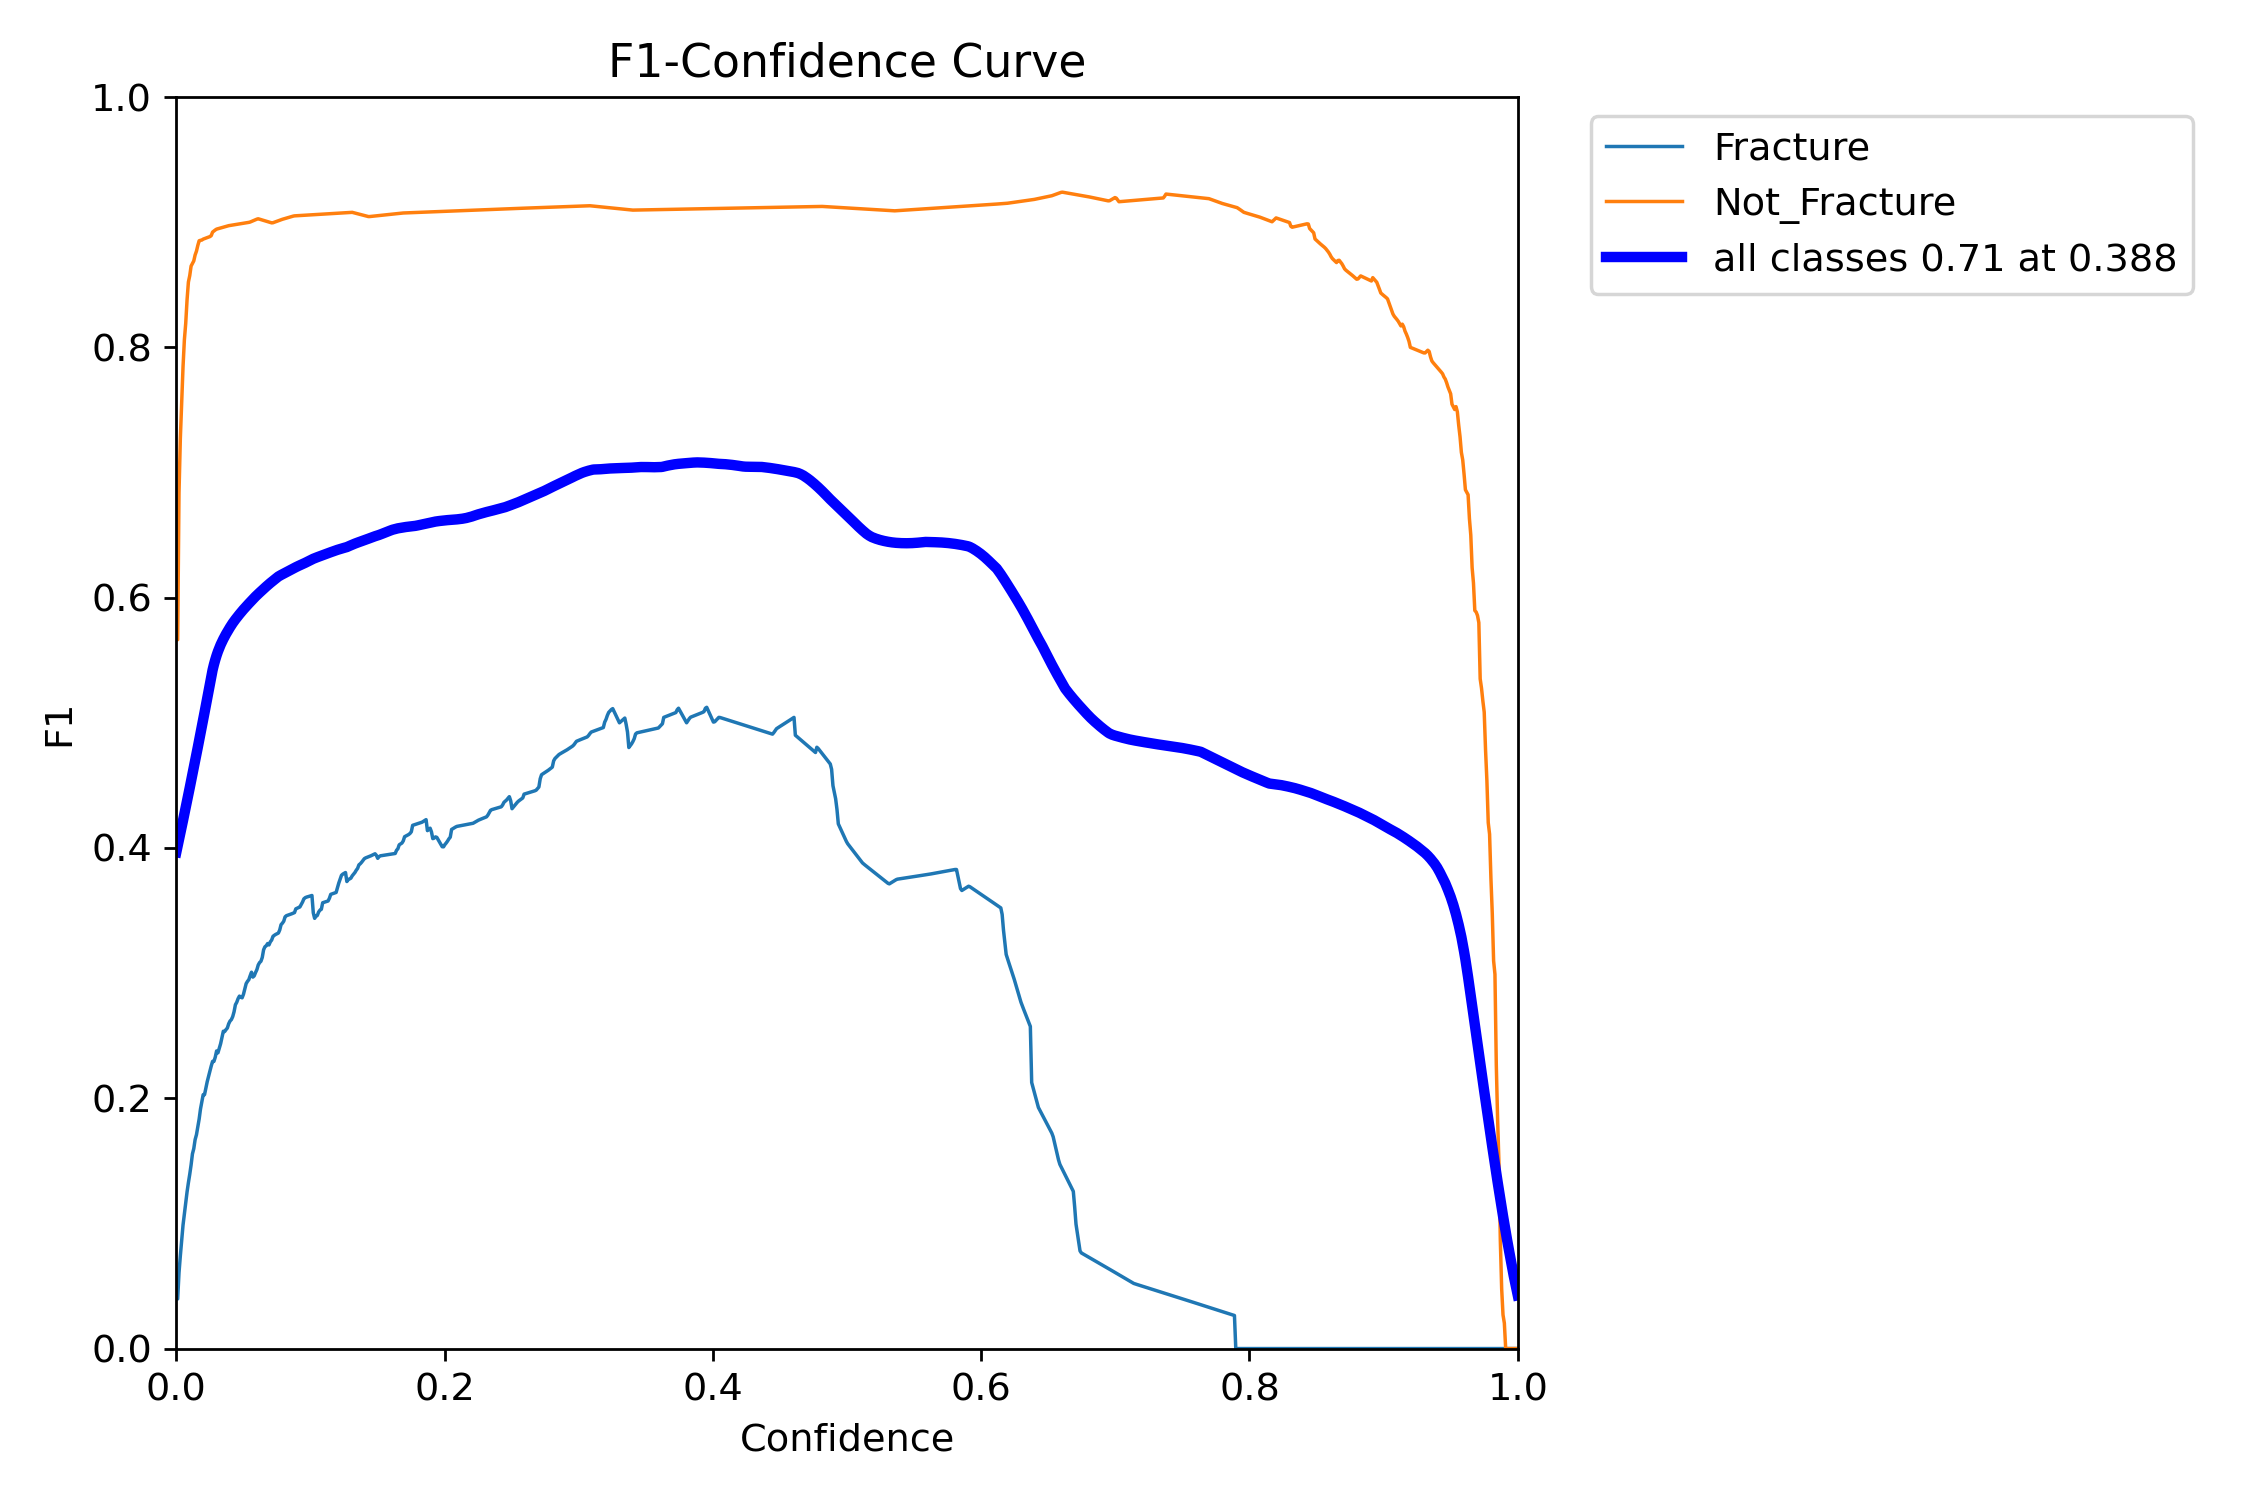 F1-Confidence Curve
1.0
0.8
0.6
0.4
0.2
0.0
F1
0.0 0.2 0.4 0.6 0.8 1.0
Confidence
Fracture
Not_Fracture
all classes 0.71 at 0.388